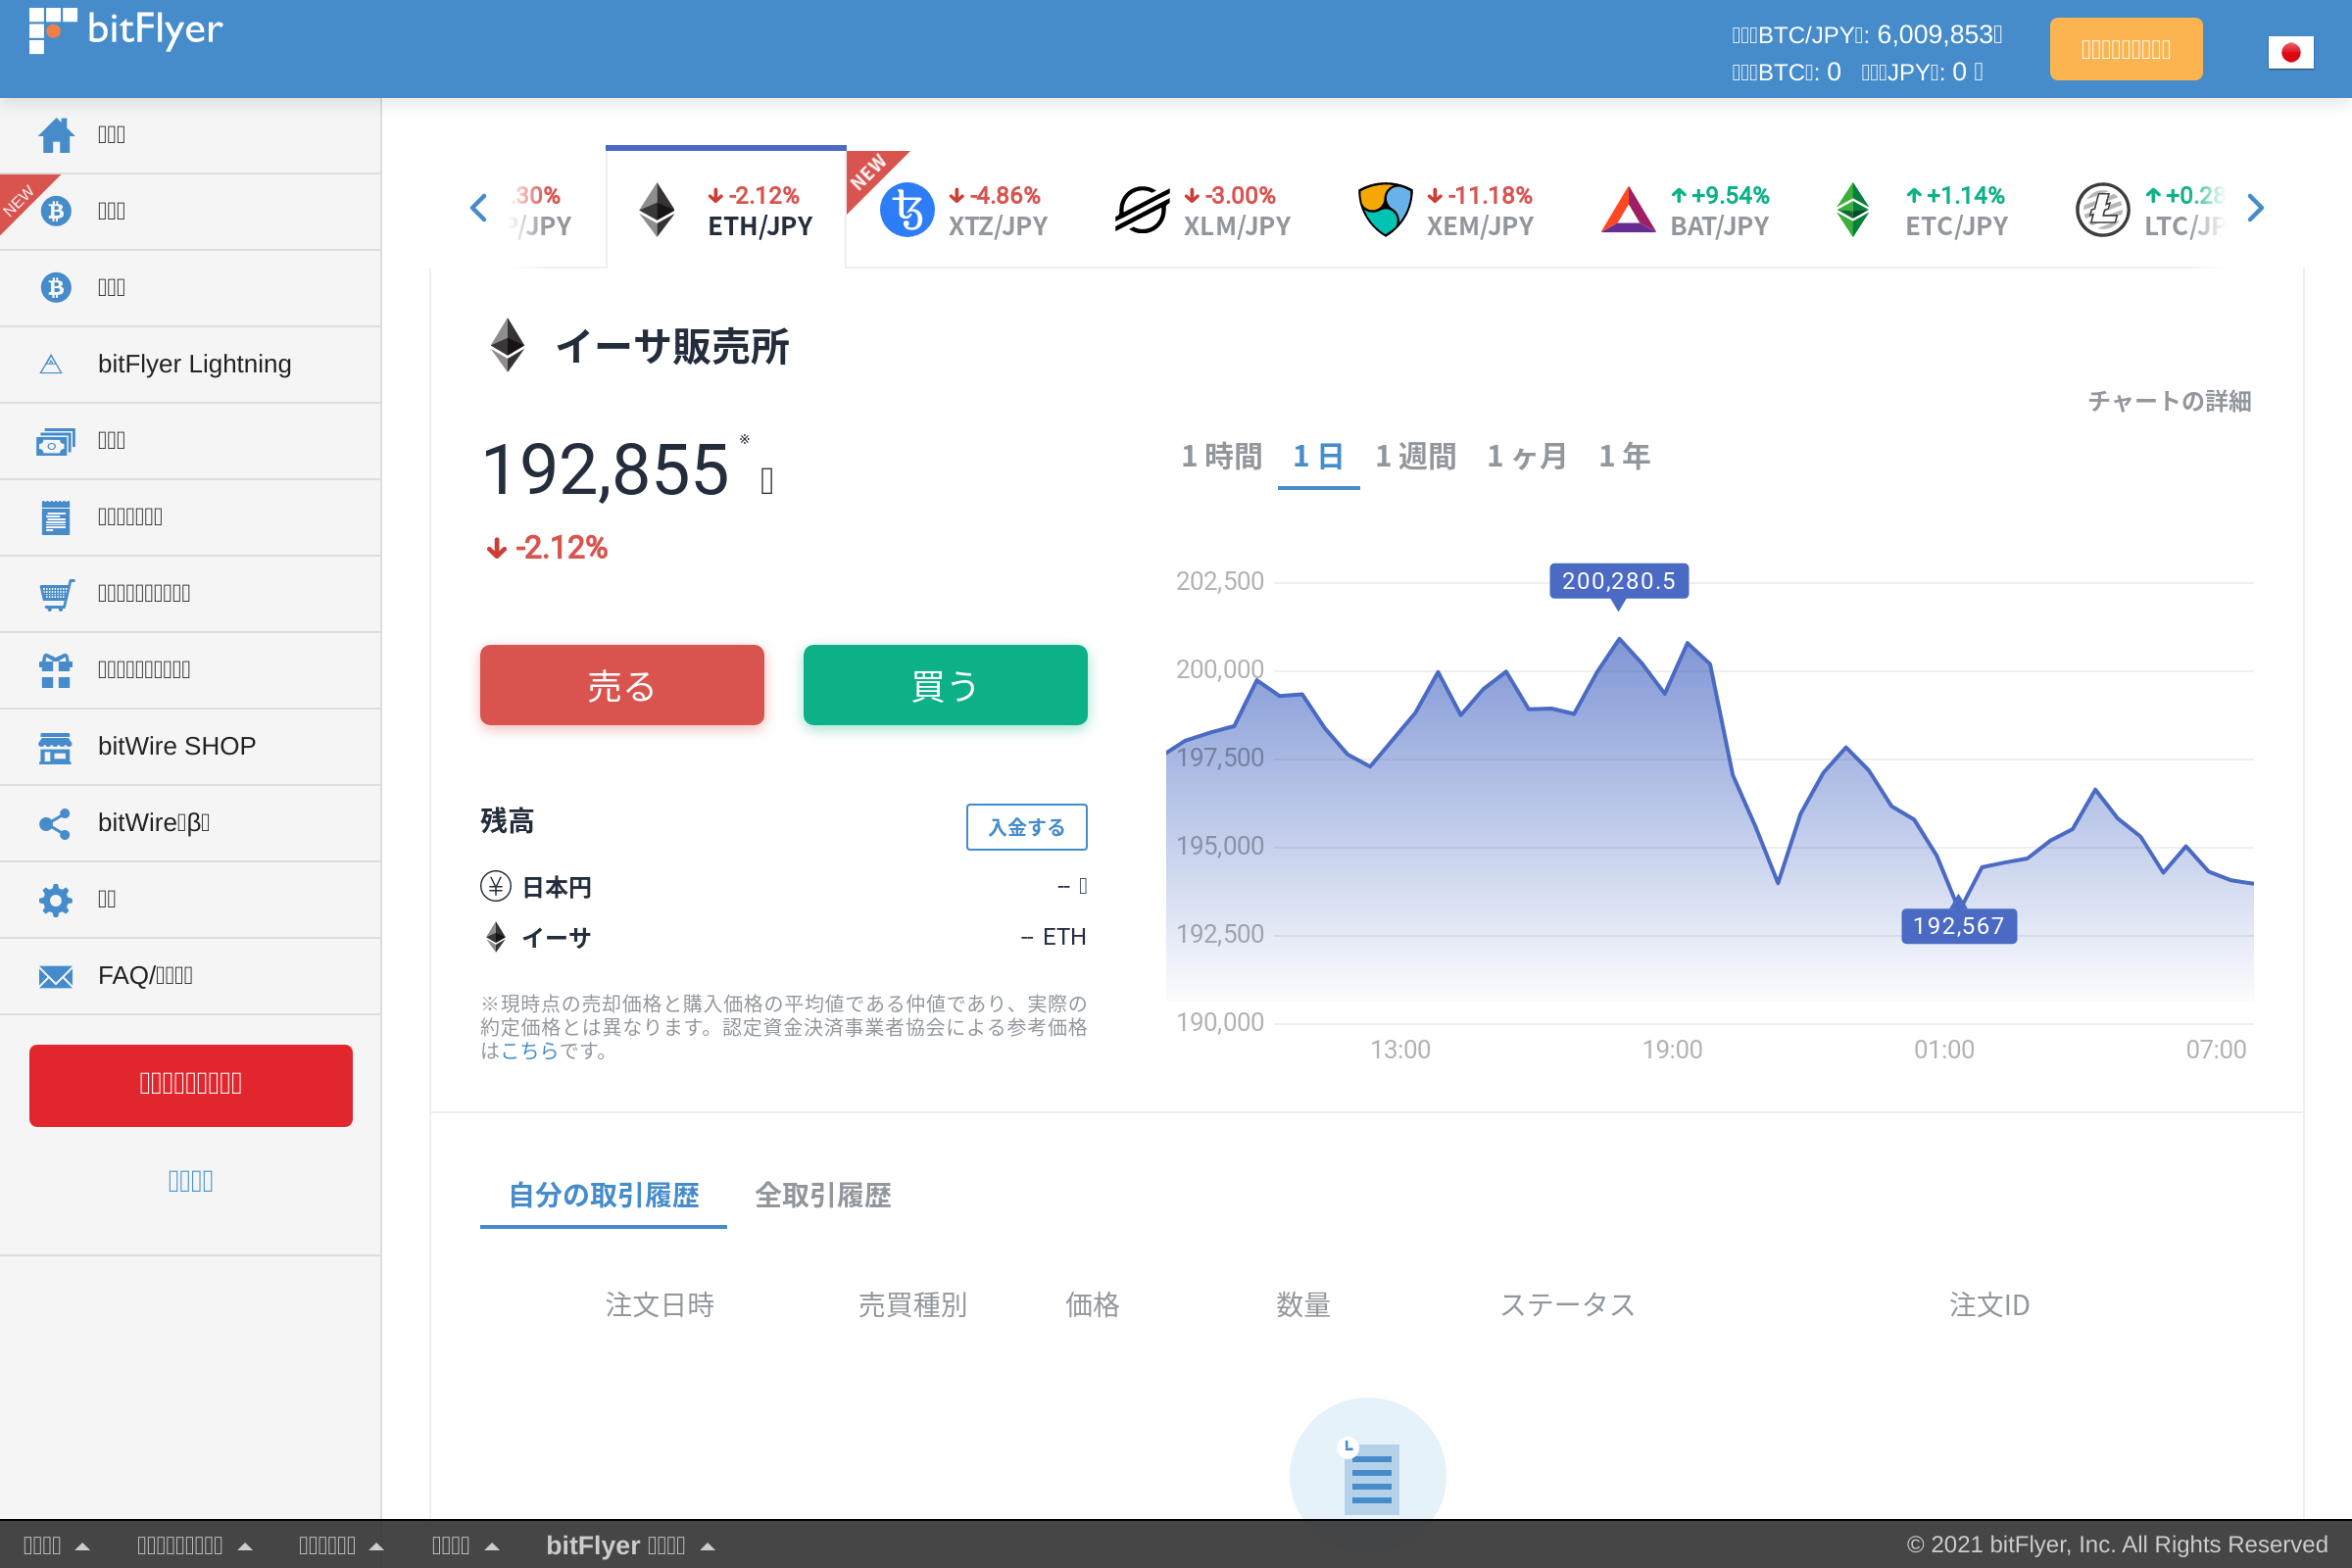 bitFlyer
BTC/JPY : 6,009,853
BTC : 0 JPY : 0
NEW
bitFlyer Lightning
bitWire SHOP
bitWire β
FAQ/
.30%
P/JPY
-2.12%
ETH/JPY
NEW
-4.86%
XTZ/JPY
-3.00%
XLM/JPY
-11.18%
XEM/JPY
+9.54%
BAT/JPY
+1.14%
ETC/JPY
+0.28
LTC/JP
イーサ販売所
チャートの詳細
192,855 ※
-2.12%
1 時間 1 日 1 週間 1 ヶ月 1 年
売る 買う
残高 入金する
日本円 --
イーサ -- ETH
※現時点の売却価格と購入価格の平均値である仲値であり、実際の
約定価格とは異なります。認定資金決済事業者協会による参考価格
はこちらです。
200,280.5
202,500
200,000
197,500
195,000
192,500
192,567
190,000
13:00 19:00 01:00 07:00
自分の取引履歴 全取引履歴
注文日時 売買種別 価格 数量 ステータス 注文ID
bitFlyer
© 2021 bitFlyer, Inc. All Rights Reserved